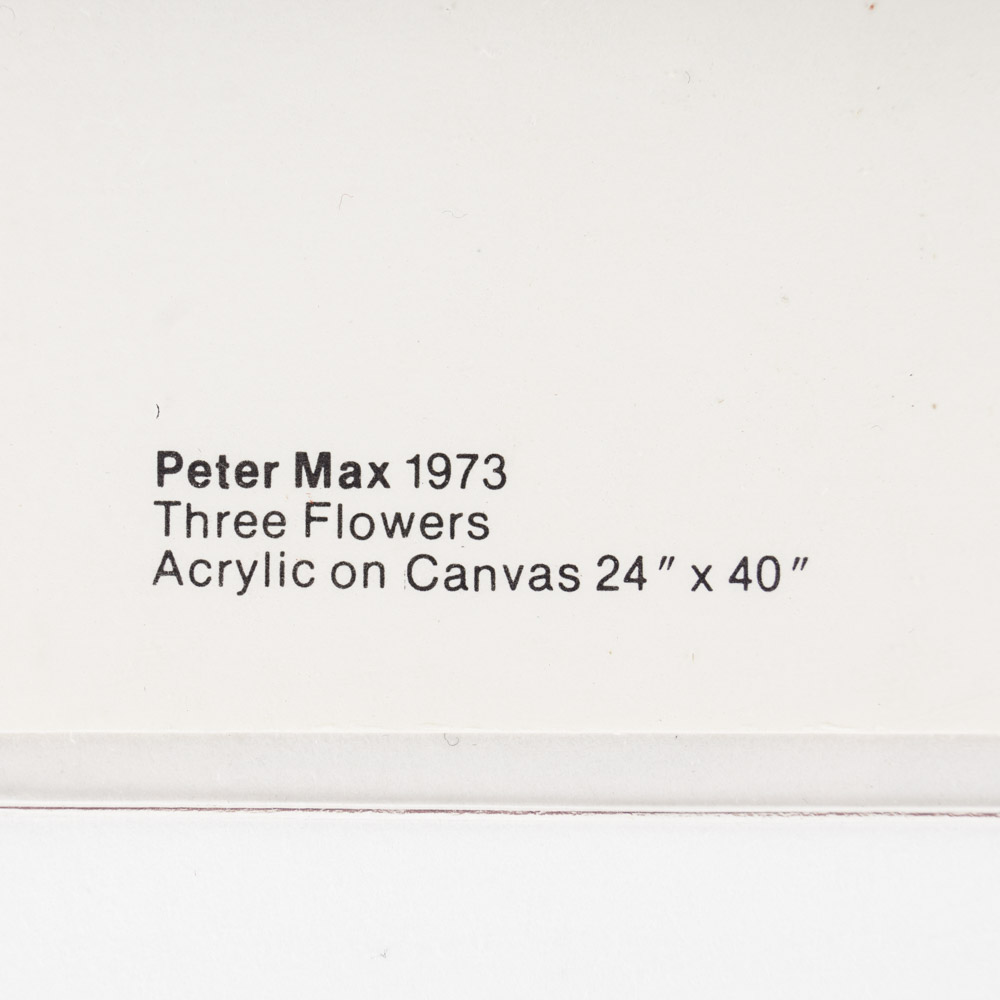 Peter Max 1973
Three Flowers
Acrylic on Canvas 24" x 40"